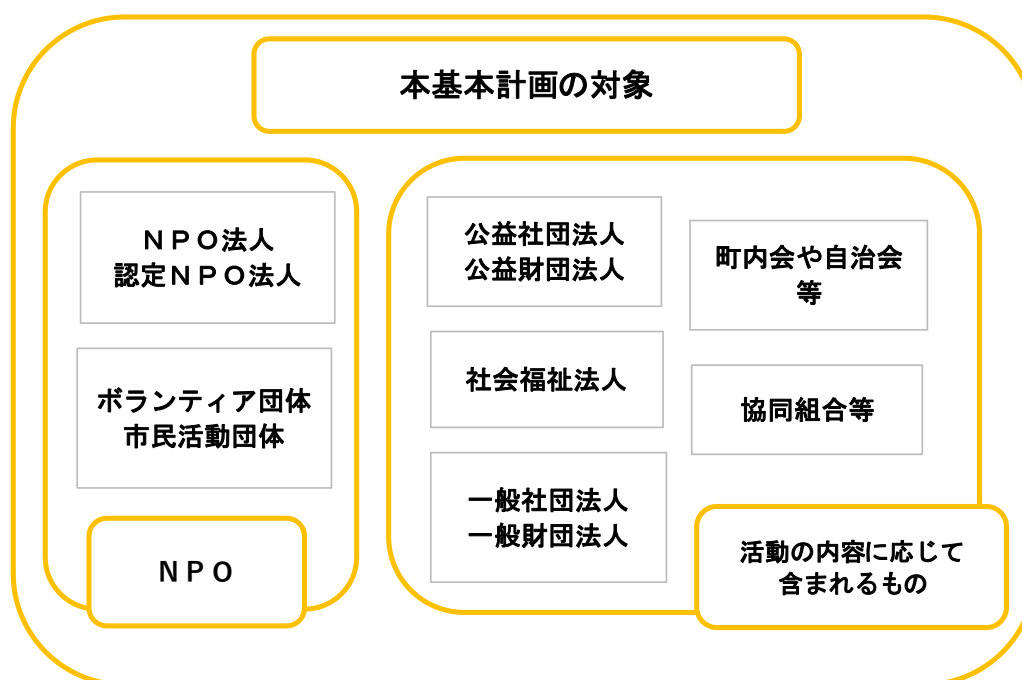 本基本計画の対象
ＮＰＯ法人
認定ＮＰＯ法人
ボランティア団体
市民活動団体
ＮＰＯ
公益社団法人
公益財団法人
社会福祉法人
一般社団法人
一般財団法人
町内会や自治会
等
協同組合等
活動の内容に応じて
含まれるもの